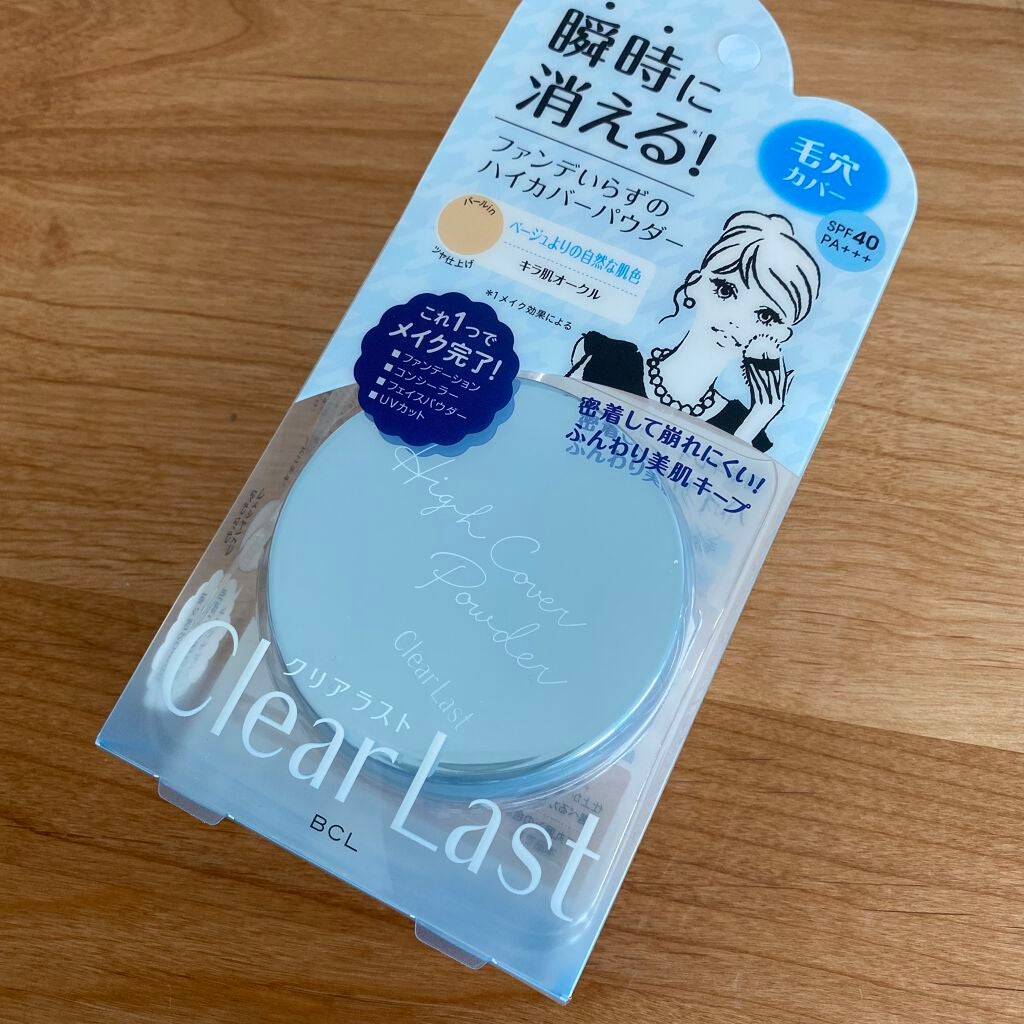 瞬時に
消える!
*1
ファンデいらずの
ハイカバーパウダー
毛穴
カバー
SPF40
PA+++
パールin
ツヤ仕上げ
ベージュよりの自然な肌色
キラ肌オークル
*1メイク効果による
これ1つで
メイク完了!
■ファンデーション
■コンシーラー
■フェイスパウダー
■UVカット
密着して崩れにくい!
ふんわり美肌キープ
High Cover
Powder
Clear Last
クリアラスト
Clear Last
BCL